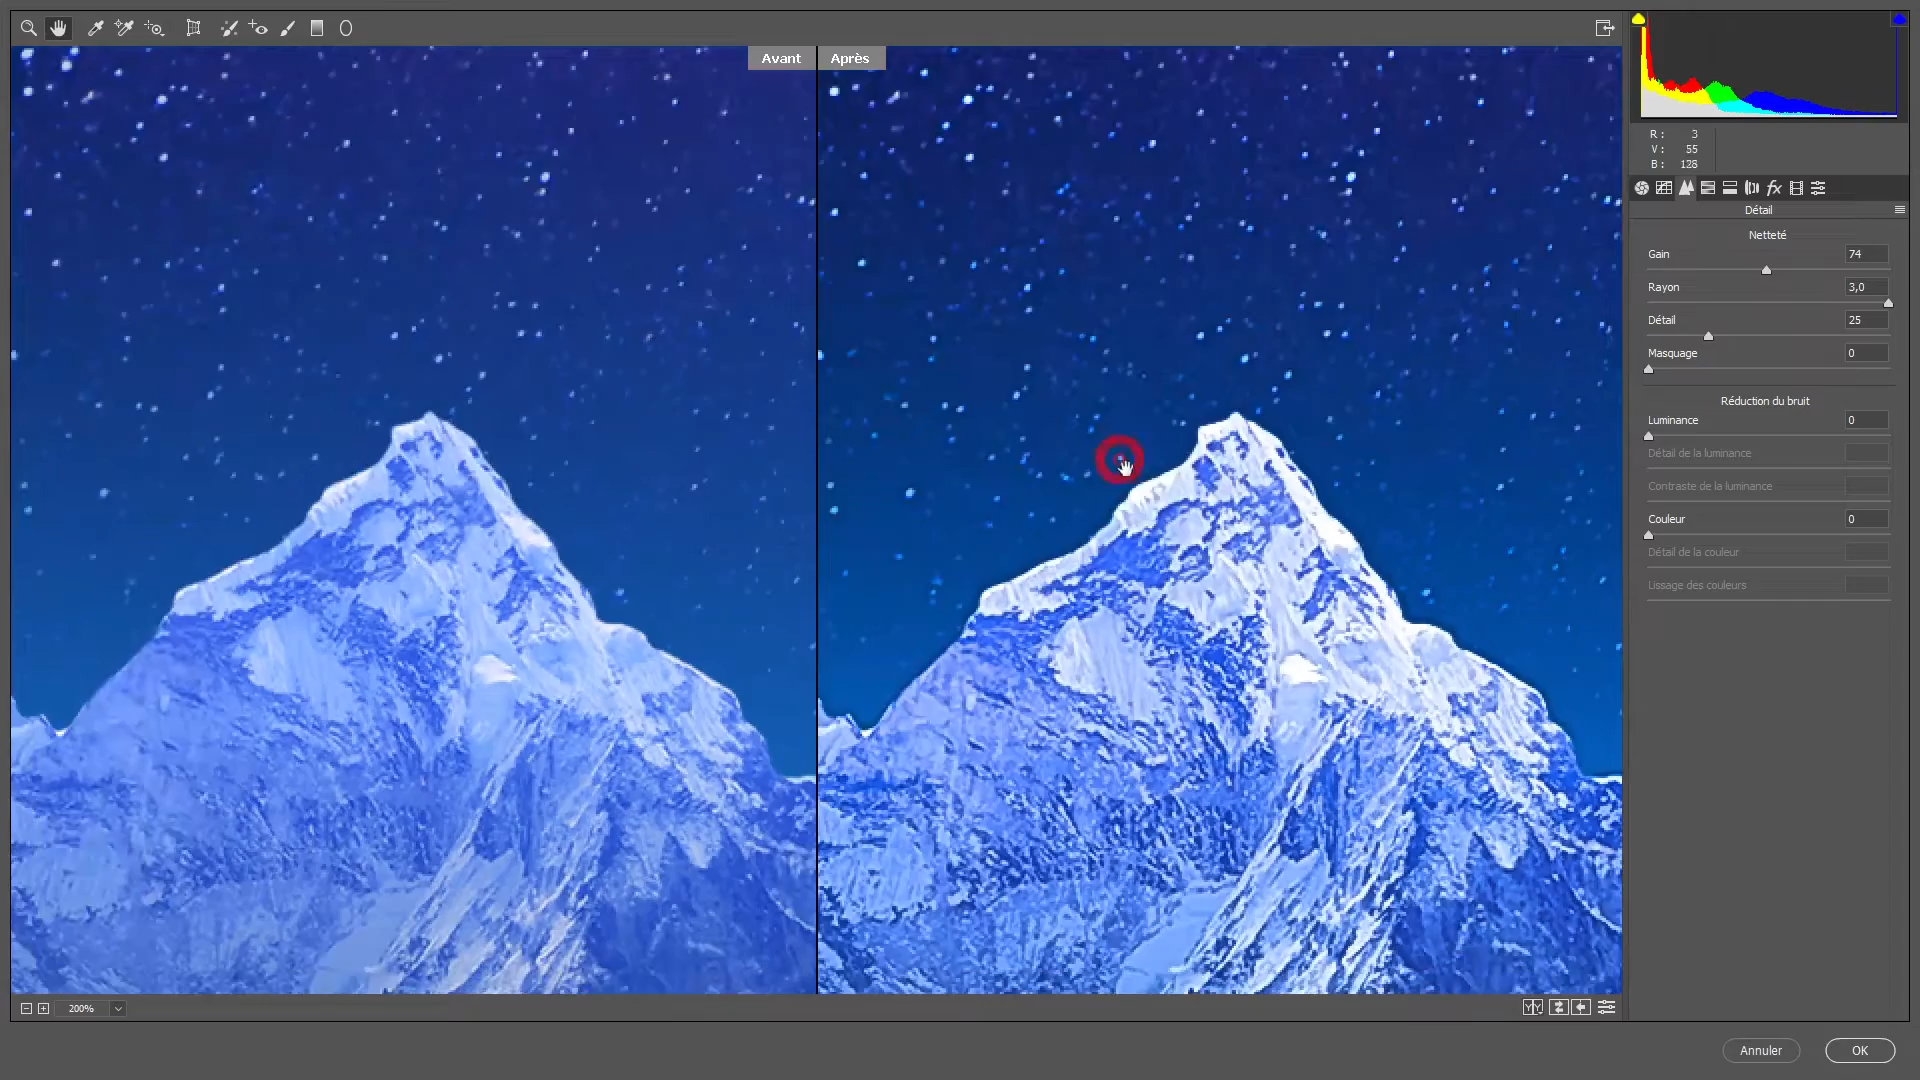 Avant
Après
R : 3
V : 55
B : 128
fx
Détail
Netteté
Gain 74
Rayon 3,0
Détail 25
Masquage 0
Réduction du bruit
Luminance 0
Détail de la luminance
Contraste de la luminance
Couleur 0
Détail de la couleur
Lissage des couleurs
200%
Y Y
Annuler
OK